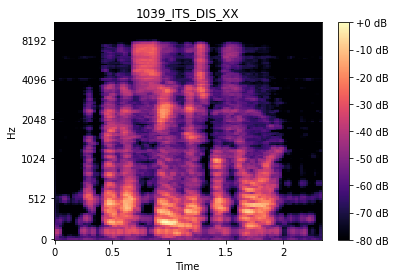 1039_ITS_DIS_XX
8192
4096
2048
1024
512
0
Hz
0
0.5
1
1.5
2
Time
+0 dB
-10 dB
-20 dB
-30 dB
-40 dB
-50 dB
-60 dB
-70 dB
-80 dB